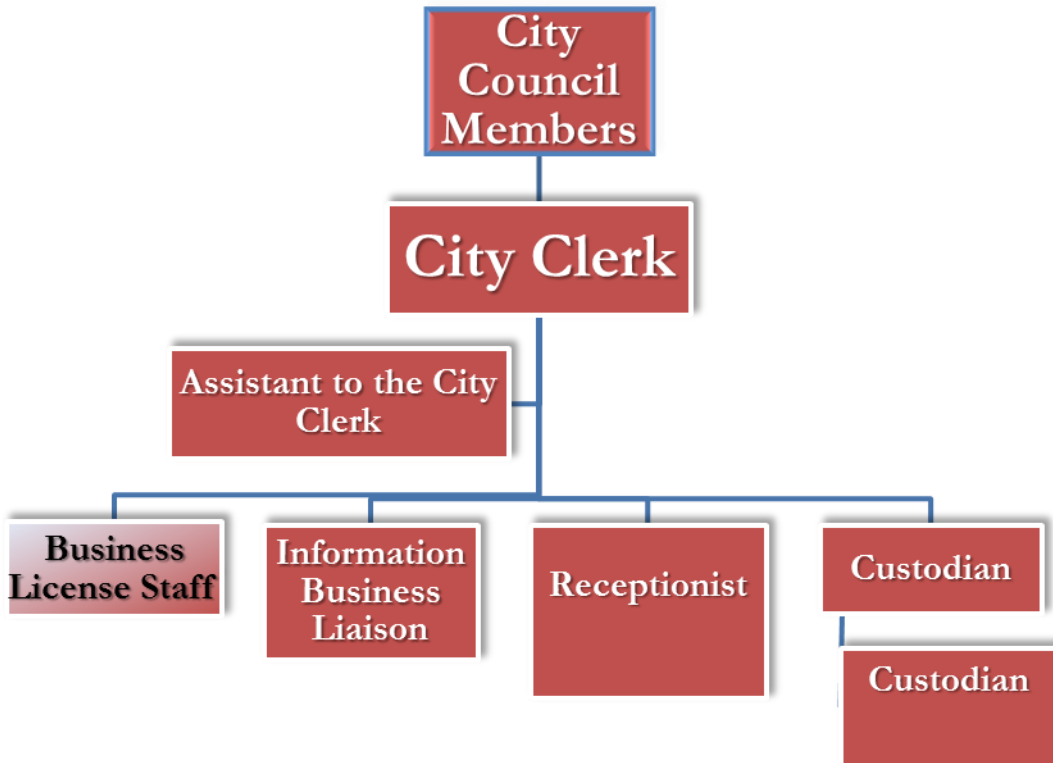 City
Council
Members
City Clerk
Assistant to the City
Clerk
Business
License Staff
Information
Business
Liaison
Receptionist
Custodian
Custodian